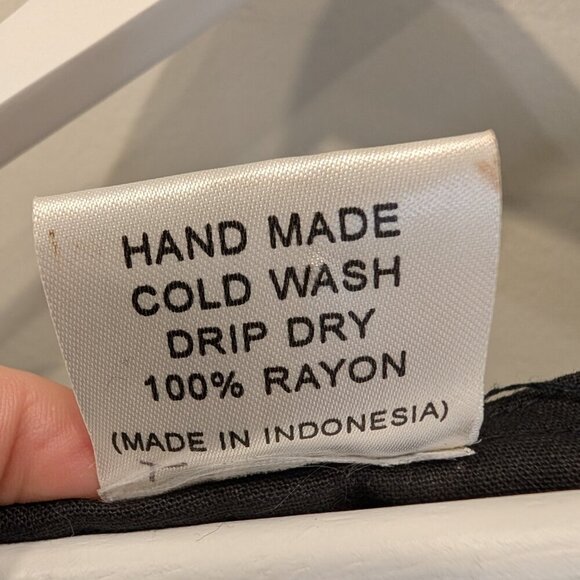 HAND MADE
COLD WASH
DRIP DRY
100% RAYON
(MADE IN INDONESIA)